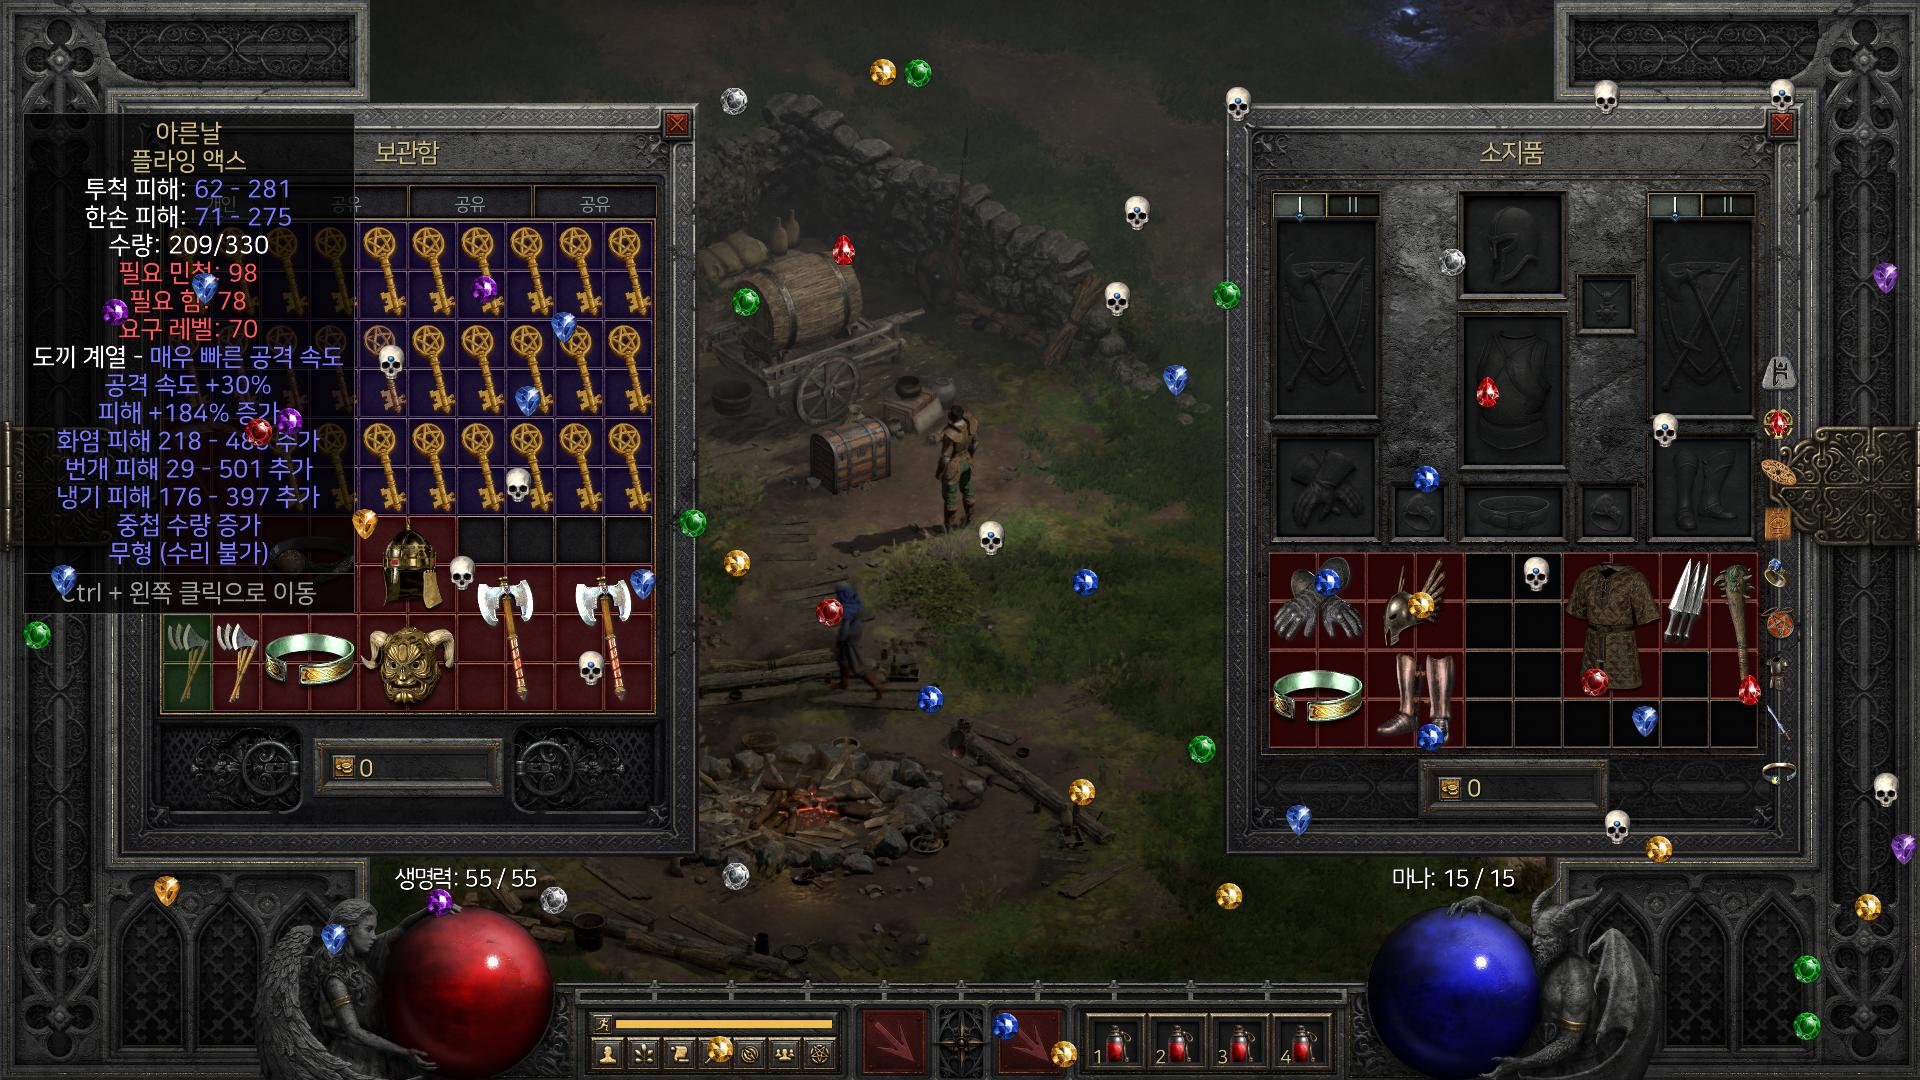 아른날
플라잉 액스
투척 피해: 62 - 281
한손 피해: 71 - 275
수량: 209/330
필요 민첩: 98
필요 힘: 78
요구 레벨: 70
도끼 계열 - 매우 빠른 공격 속도
공격 속도 +30%
피해 +184% 증가
화염 피해 218 - 추가
번개 피해 29 - 501 추가
냉기 피해 176 - 397 추가
중첩 수량 증가
무형 (수리 불가)
Ctrl + 왼쪽 클릭으로 이동
보관함
개인 공유 공유 공유
0
소지품
I II I II
0
생명력: 55 / 55
마나: 15 / 15
1 2 3 4